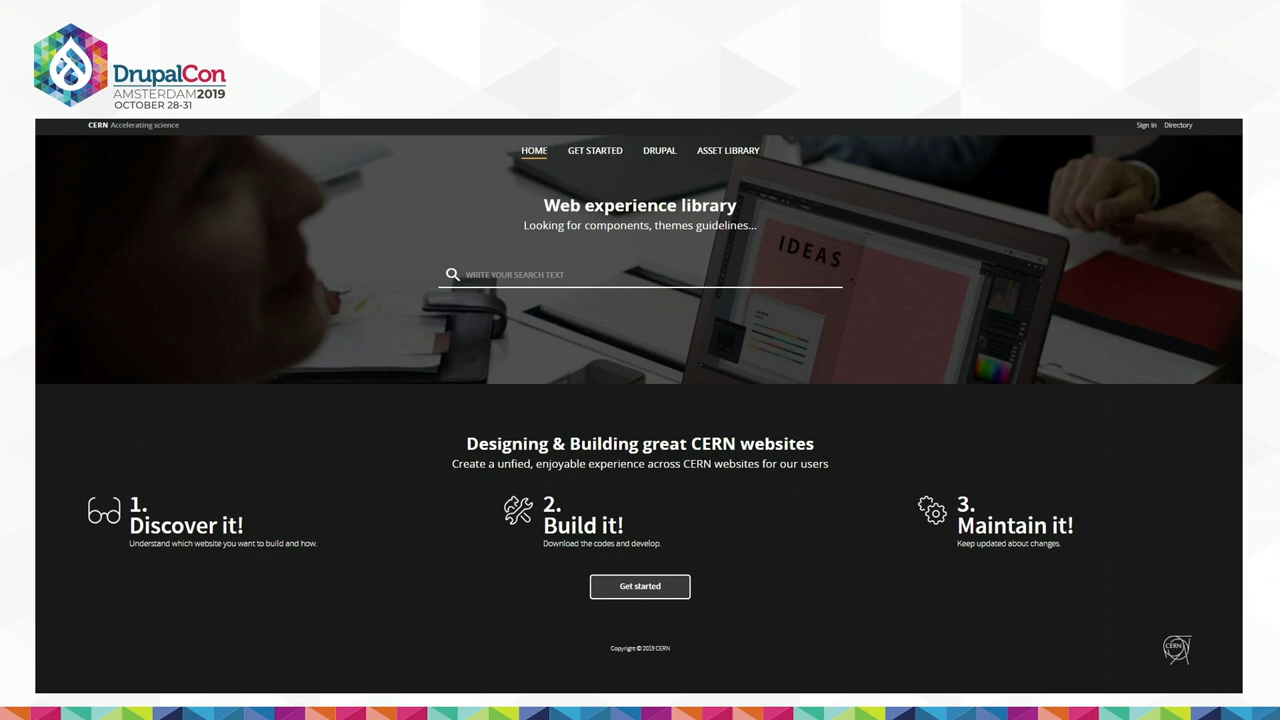 DrupalCon
AMSTERDAM2019
OCTOBER 28-31
CERN Accelerating science
Sign in Directory
HOME GET STARTED DRUPAL ASSET LIBRARY
Web experience library
Looking for components, themes guidelines...
WRITE YOUR SEARCH TEXT
IDEAS
Designing & Building great CERN websites
Create a unfied, enjoyable experience across CERN websites for our users
1.
Discover it!
Understand which website you want to build and how.
2.
Build it!
Download the codes and develop.
3.
Maintain it!
Keep updated about changes.
Get started
Copyright © 2019 CERN
CERN